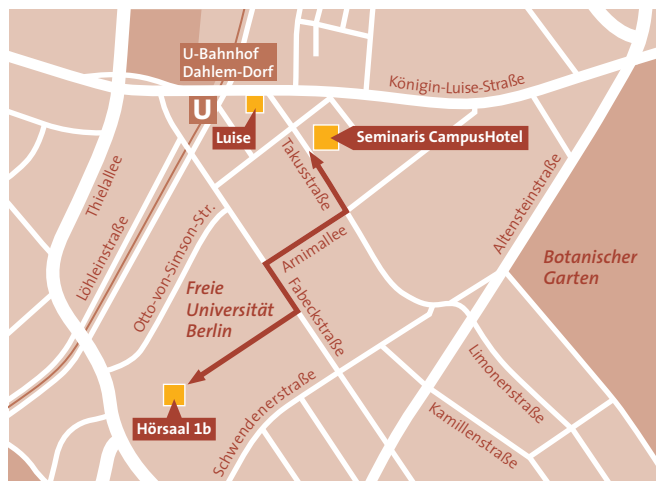 U-Bahnhof
Dahlem-Dorf
Königin-Luise-Straße
U
Luise
Seminaris CampusHotel
Takustraße
Thielallee
Löhleinstraße
Otto-von-Simson-Str.
Arnimallee
Altensteinstraße
Botanischer
Garten
Freie
Universität
Berlin
Fabeckstraße
Limonenstraße
Hörsaal 1b
Schwendenerstraße
Kamillenstraße